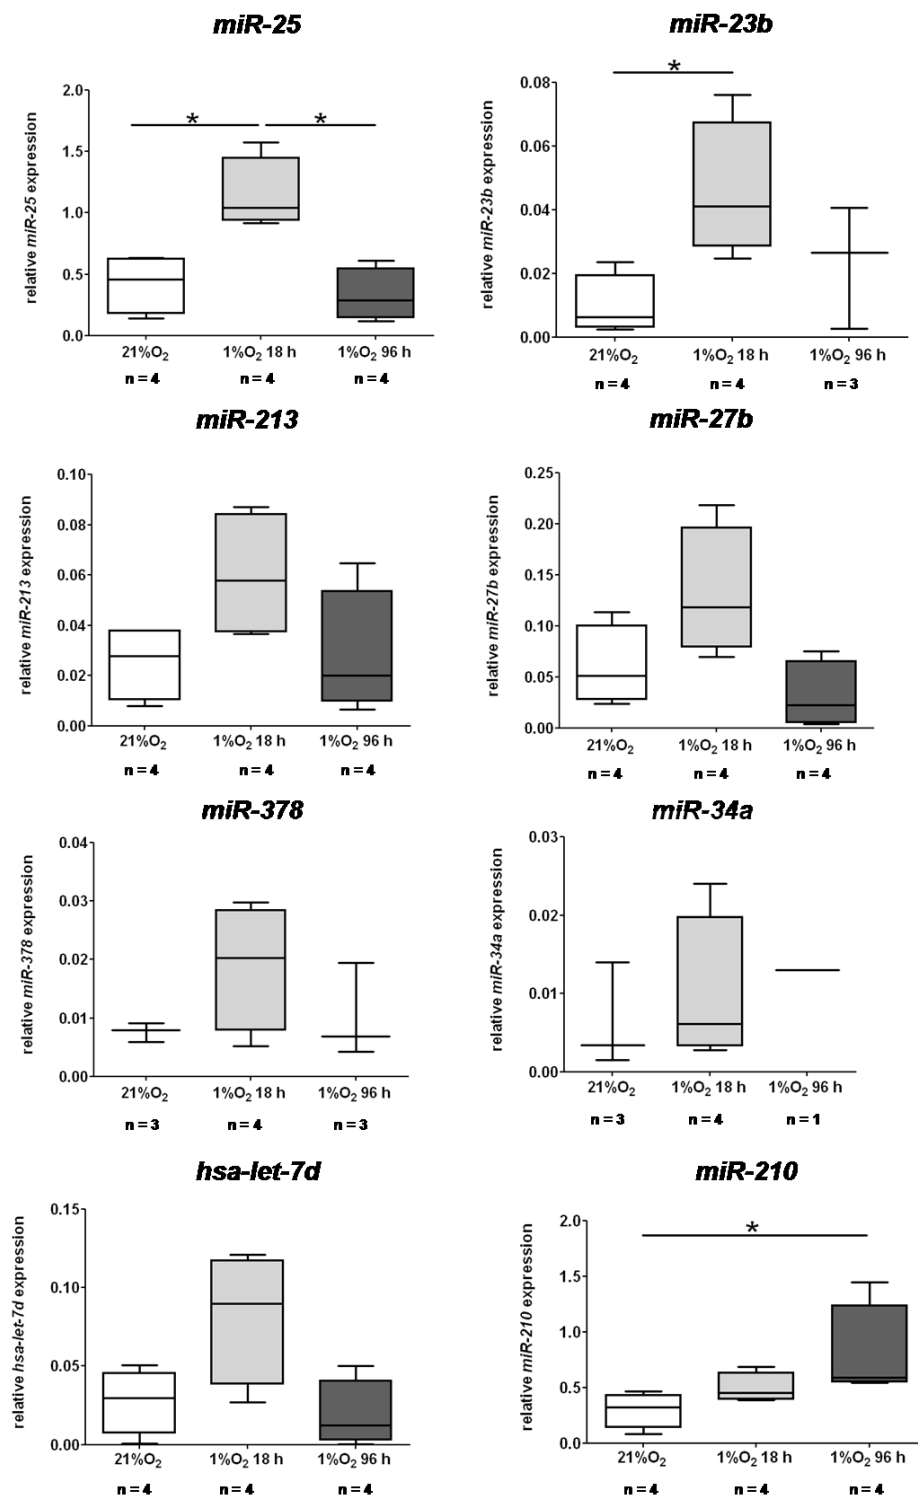 miR-25
relative miR-25 expression
2.0
1.5
1.0
0.5
0.0
*
*
21%O₂
1%O₂ 18 h
1%O₂ 96 h
n = 4
n = 4
n = 4
miR-23b
relative miR-23b expression
0.08
0.06
0.04
0.02
0.00
*
21%O₂
1%O₂ 18 h
1%O₂ 96 h
n = 4
n = 4
n = 3
miR-213
relative miR-213 expression
0.10
0.08
0.06
0.04
0.02
0.00
21%O₂
1%O₂ 18 h
1%O₂ 96 h
n = 4
n = 4
n = 4
miR-27b
relative miR-27b expression
0.25
0.20
0.15
0.10
0.05
0.00
21%O₂
1%O₂ 18 h
1%O₂ 96 h
n = 4
n = 4
n = 4
miR-378
relative miR-378 expression
0.04
0.03
0.02
0.01
0.00
21%O₂
1%O₂ 18 h
1%O₂ 96 h
n = 3
n = 4
n = 3
miR-34a
relative miR-34a expression
0.03
0.02
0.01
0.00
21%O₂
1%O₂ 18 h
1%O₂ 96 h
n = 3
n = 4
n = 1
hsa-let-7d
relative hsa-let-7d expression
0.15
0.10
0.05
0.00
21%O₂
1%O₂ 18 h
1%O₂ 96 h
n = 4
n = 4
n = 4
miR-210
relative miR-210 expression
2.0
1.5
1.0
0.5
0.0
*
21%O₂
1%O₂ 18 h
1%O₂ 96 h
n = 4
n = 4
n = 4